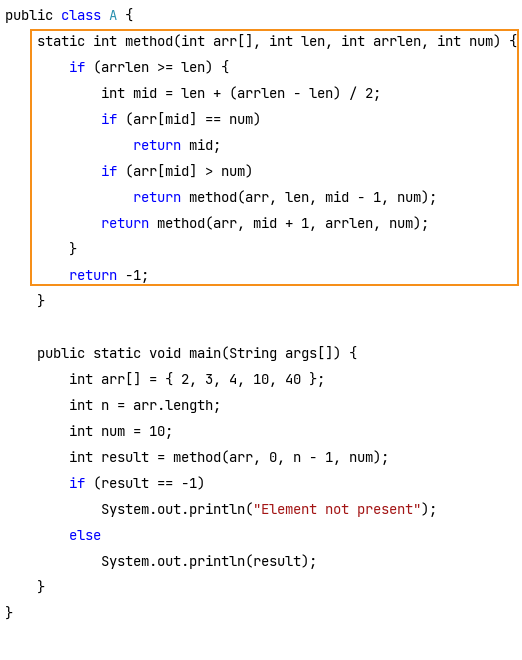 public class A {
    static int method(int arr[], int len, int arrlen, int num) {
        if (arrlen >= len) {
            int mid = len + (arrlen - len) / 2;
            if (arr[mid] == num)
                return mid;
            if (arr[mid] > num)
                return method(arr, len, mid - 1, num);
            return method(arr, mid + 1, arrlen, num);
        }
        return -1;
    }
    public static void main(String args[]) {
        int arr[] = { 2, 3, 4, 10, 40 };
        int n = arr.length;
        int num = 10;
        int result = method(arr, 0, n - 1, num);
        if (result == -1)
            System.out.println("Element not present");
        else
            System.out.println(result);
    }
}